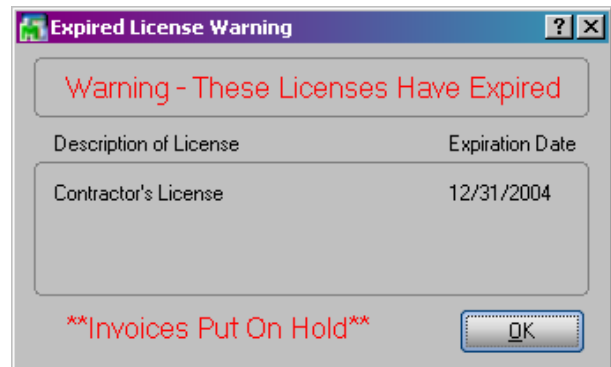 Expired License Warning
Warning - These Licenses Have Expired
Description of License Expiration Date
Contractor's License 12/31/2004
**Invoices Put On Hold** OK